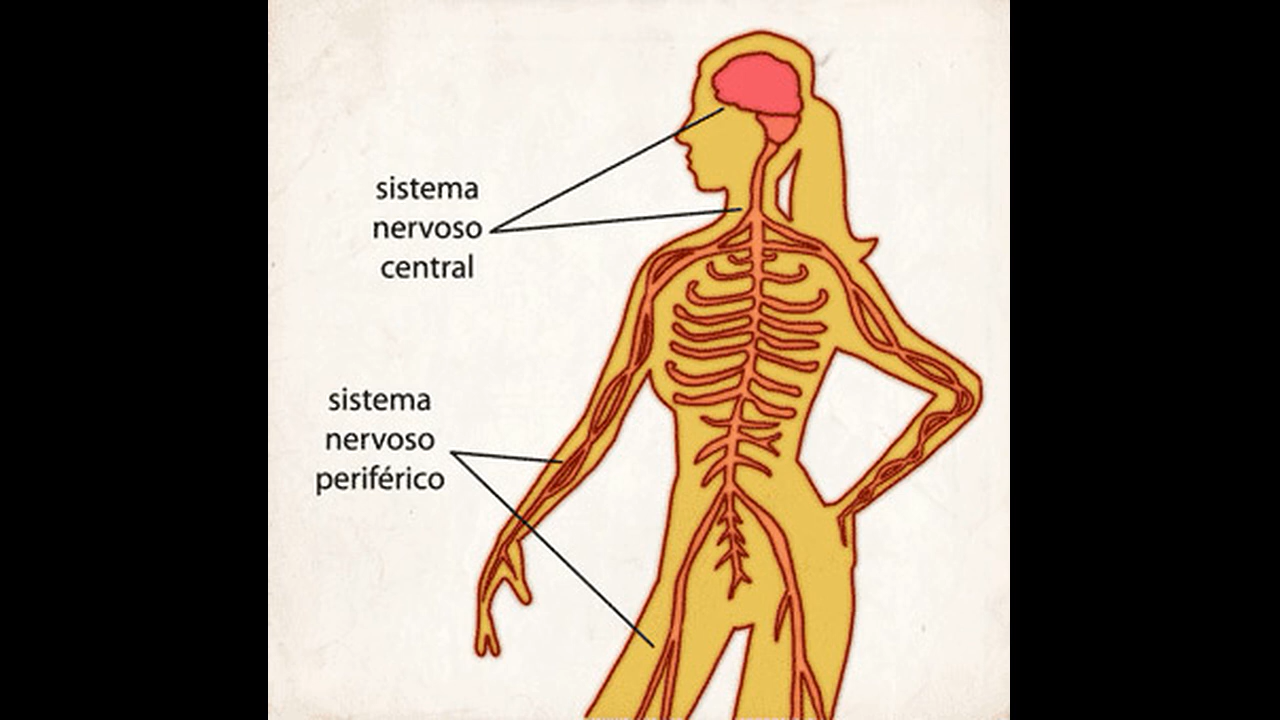 sistema
nervoso
central
sistema
nervoso
periférico